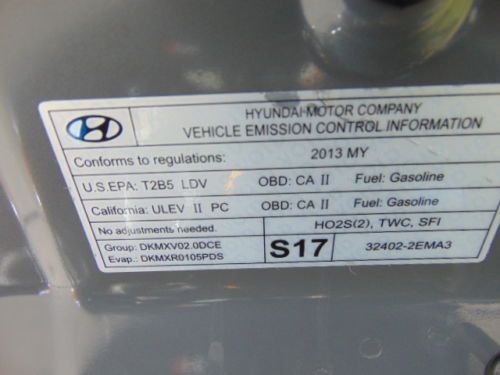 HYUNDAI MOTOR COMPANY
VEHICLE EMISSION CONTROL INFORMATION
Conforms to regulations: 2013 MY
U.S.EPA: T2B5 LDV OBD: CA II Fuel: Gasoline
California: ULEV II PC OBD: CA II Fuel: Gasoline
No adjustments needed. HO2S(2), TWC, SFI
Group: DKMXV02.0DCE S17 32402-2EMA3
Evap.: DKMXR0105PDS